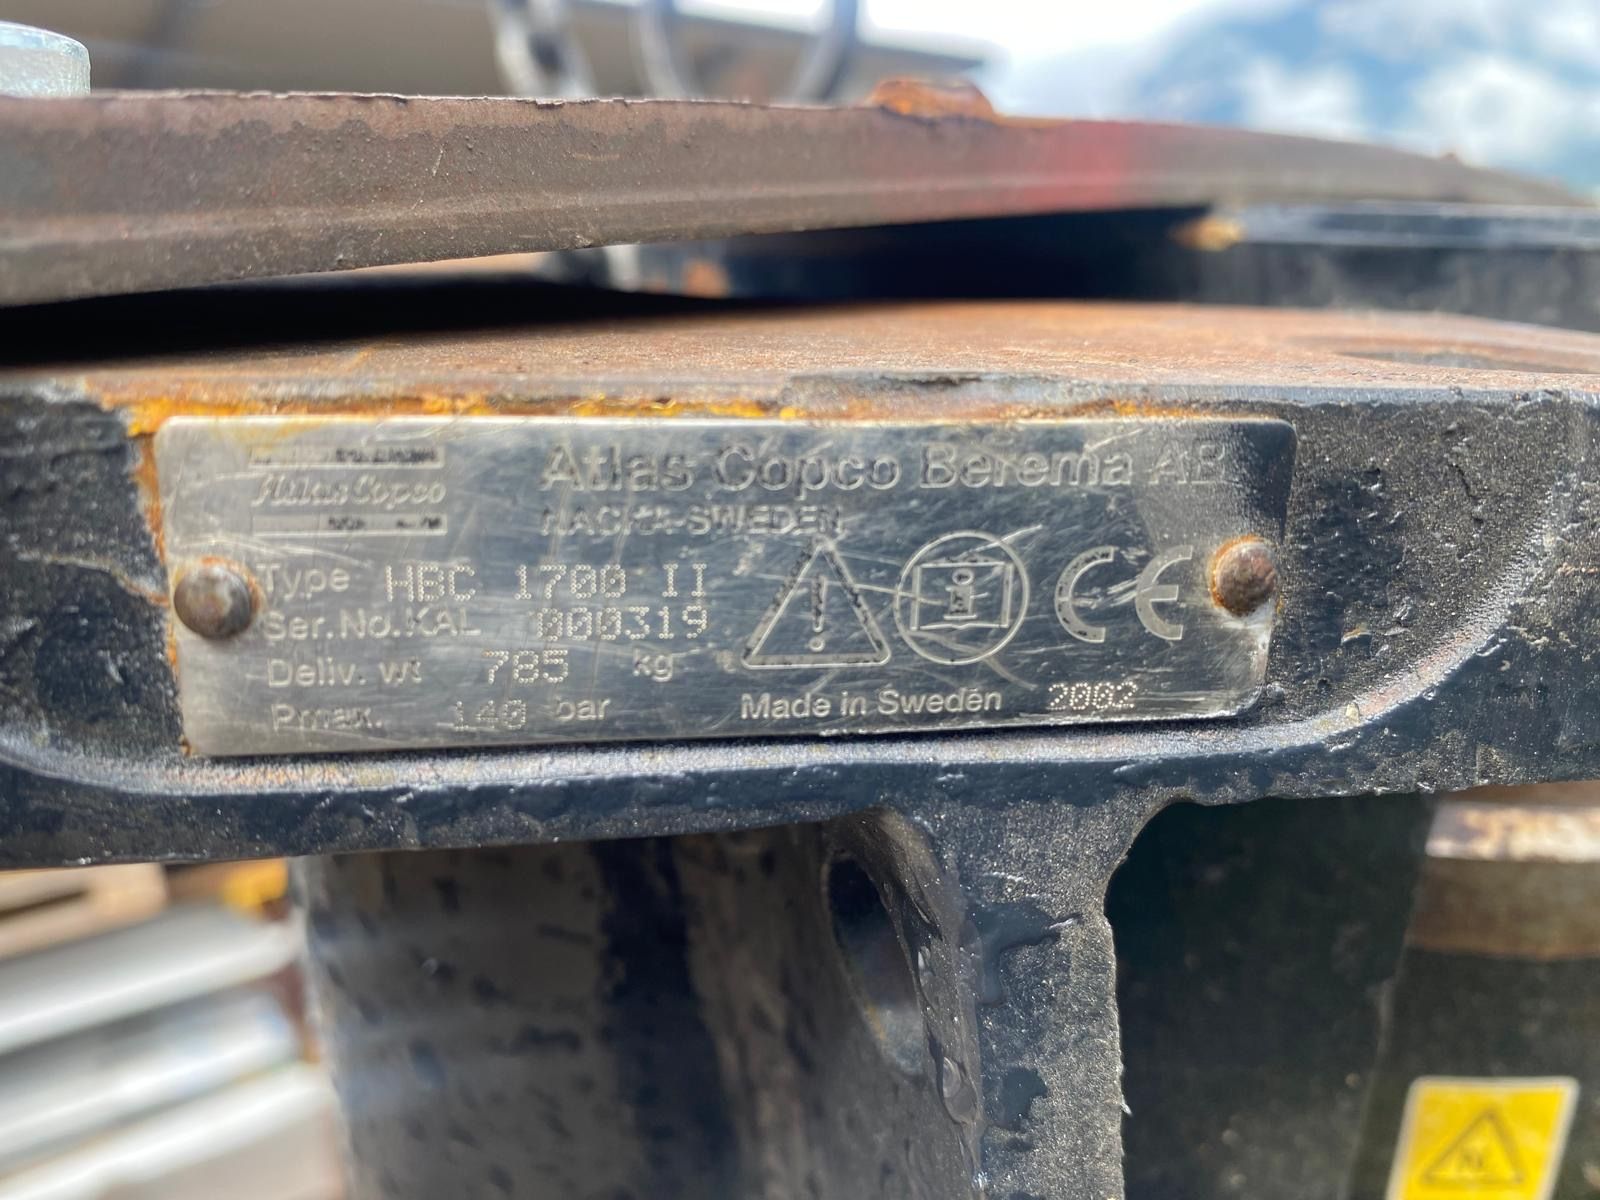 Atlas Copco
Atlas Copco Berema AB
NACKA-SWEDEN
Type HBC 1700 II
Ser.No.KAL 000319
Deliv. wt 785 kg
Pmax. 140 bar
Made in Sweden 2002
CE